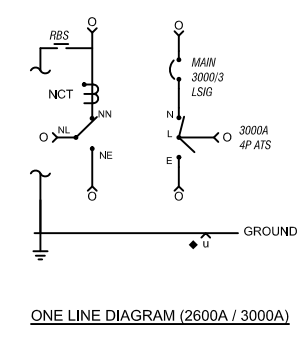 RBS
MAIN
3000/3
LSIG
NCT
NN
N
NL
L
3000A
4P ATS
NE
E
GROUND
u
ONE LINE DIAGRAM (2600A / 3000A)